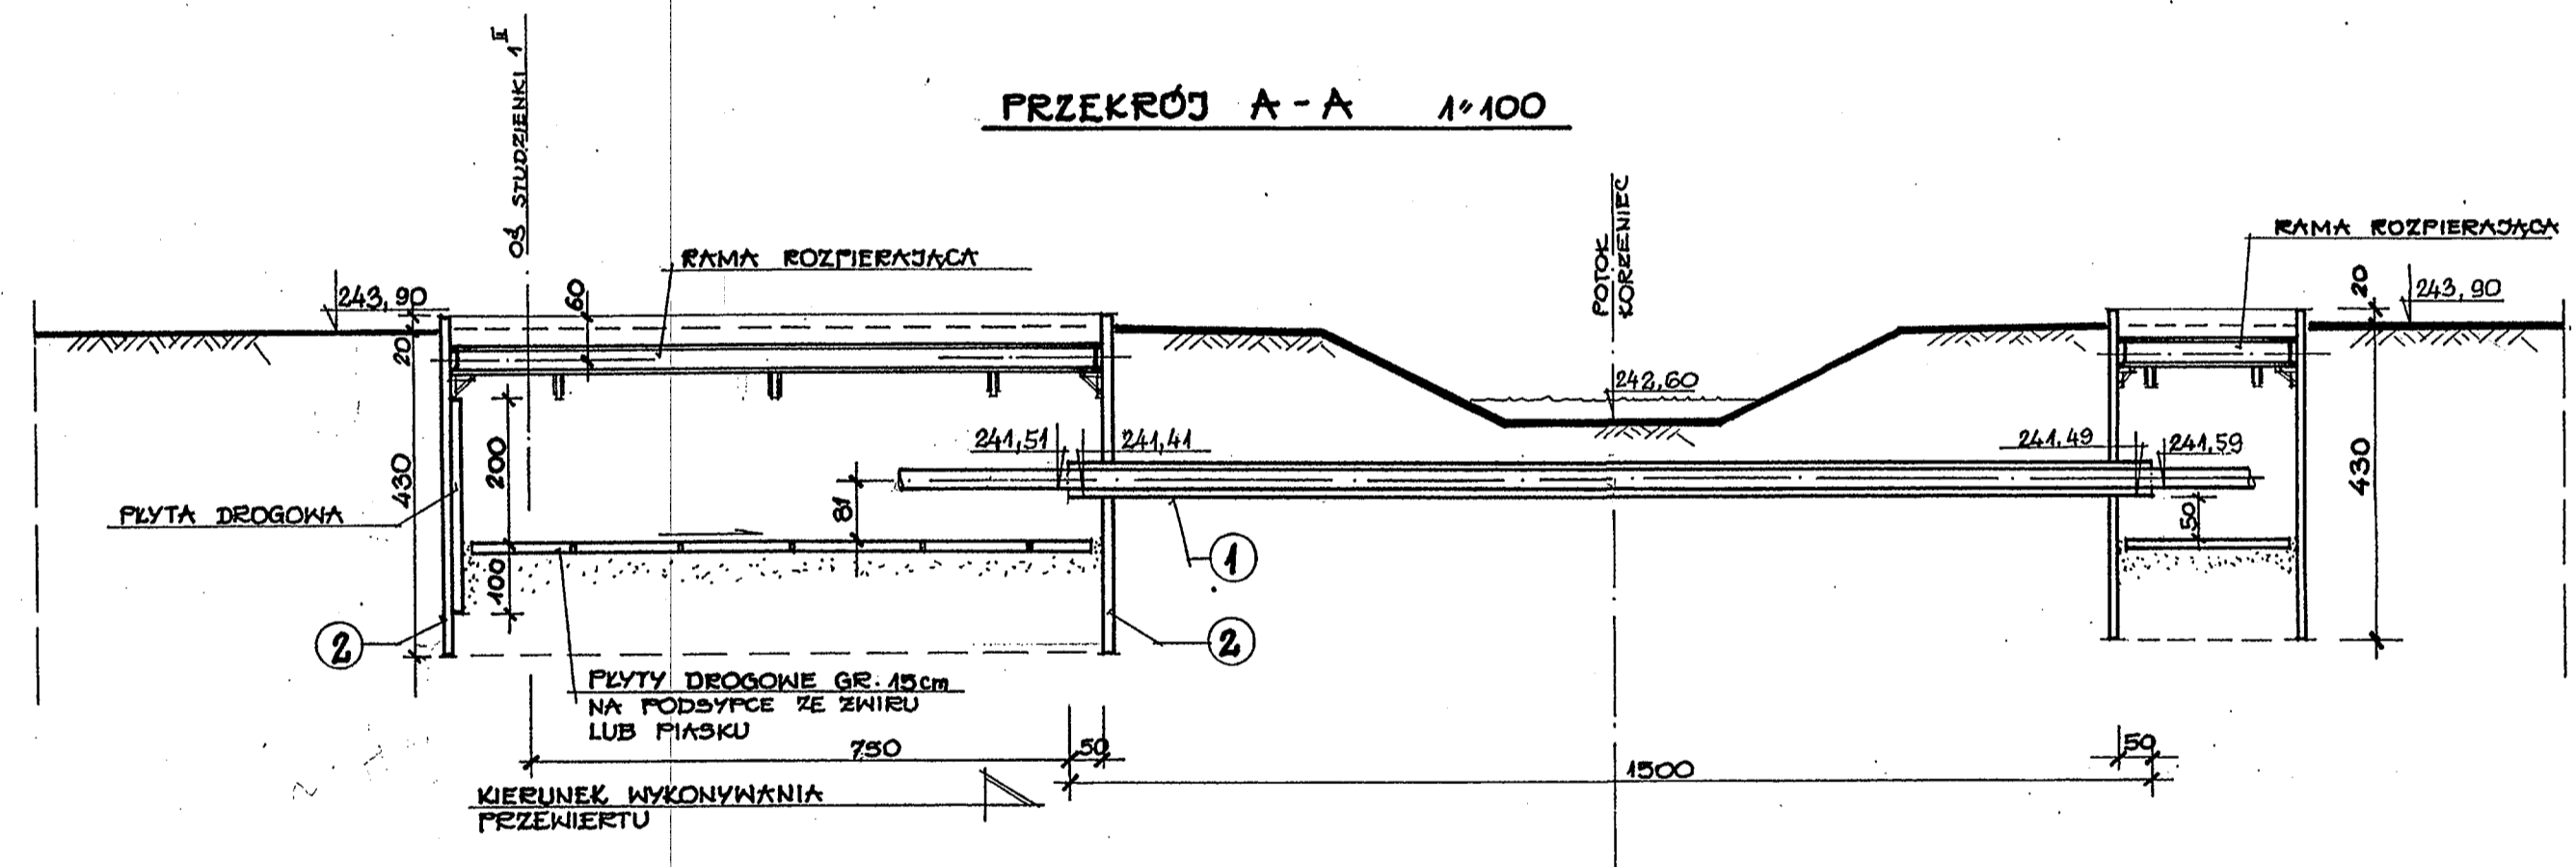 PRZEKRÓJ A-A 1:100
OŚ STUDZIENKI 1 II
POTOK
KORZENIEC
RAMA ROZPIERAJĄCA
RAMA ROZPIERAJĄCA
243,90
60
20
20
243,90
242,60
241,51
241,41
241.49
241,59
430
200
81
50
430
PŁYTA DROGOWA
100
1
2
2
PŁYTY DROGOWE GR. 15cm
NA PODSYPCE ZE ŻWIRU
LUB PIASKU
750
50
1500
50
KIERUNEK WYKONYWANIA
PRZEWIERTU